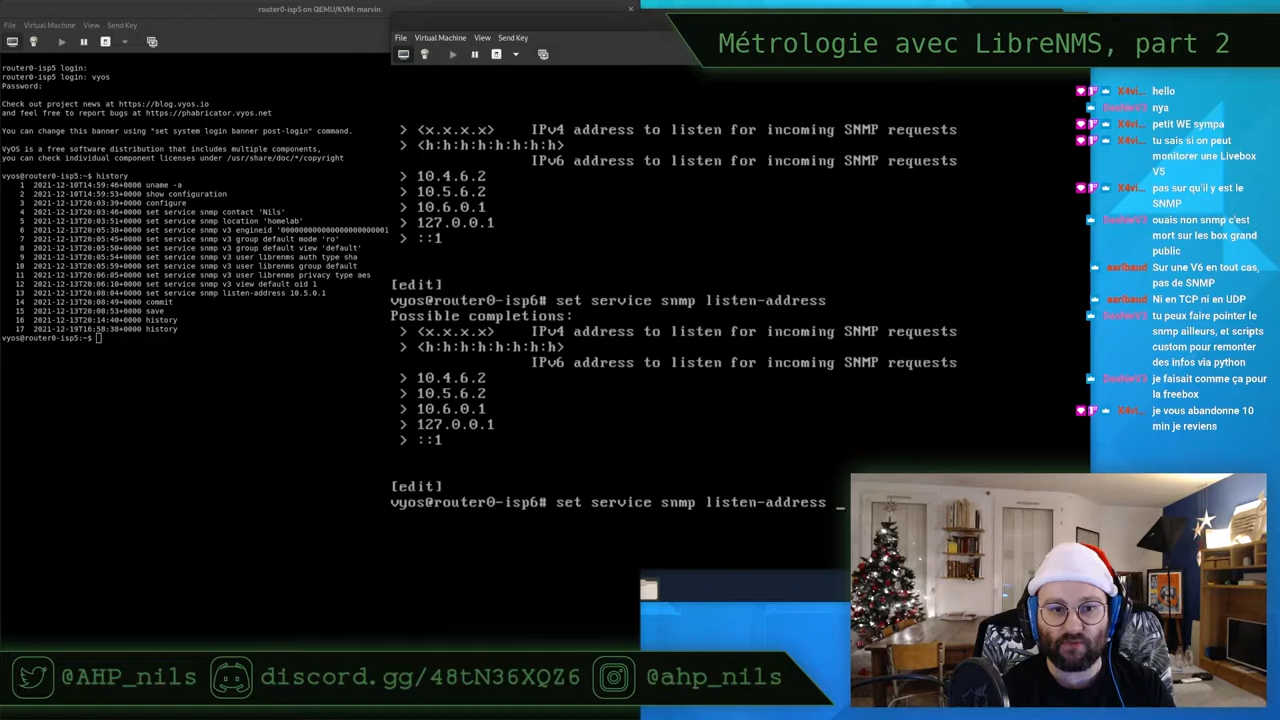 router0-isp5 on QEMU/KVM: marvin
File Virtual Machine View Send Key
router0-isp5 login:
router0-isp5 login: vyos
Password:
Check out project news at https://blog.vyos.io
and feel free to report bugs at https://phabricator.vyos.net
You can change this banner using "set system login banner post-login" command.
VyOS is a free software distribution that includes multiple components,
you can check individual component licenses under /usr/share/doc/*/copyright
vyos@router0-isp5:~$ history
1 2021-12-10T14:59:46+0000 uname -a
2 2021-12-10T14:59:53+0000 show configuration
3 2021-12-13T20:03:39+0000 configure
4 2021-12-13T20:03:46+0000 set service snmp contact 'Nils'
5 2021-12-13T20:03:51+0000 set service snmp location 'homelab'
6 2021-12-13T20:05:38+0000 set service snmp v3 engineid '000000000000000000000001
7 2021-12-13T20:05:45+0000 set service snmp v3 group default mode 'ro'
8 2021-12-13T20:05:50+0000 set service snmp v3 group default view 'default'
9 2021-12-13T20:05:54+0000 set service snmp v3 user librenms auth type sha
10 2021-12-13T20:05:59+0000 set service snmp v3 user librenms group default
11 2021-12-13T20:06:05+0000 set service snmp v3 user librenms privacy type aes
12 2021-12-13T20:06:10+0000 set service snmp v3 view default oid 1
13 2021-12-13T20:08:04+0000 set service snmp listen-address 10.5.0.1
14 2021-12-13T20:08:49+0000 commit
15 2021-12-13T20:08:55+0000 save
16 2021-12-13T20:14:40+0000 history
17 2021-12-19T16:58:38+0000 history
vyos@router0-isp5:~$
File Virtual Machine View Send Key
> <x.x.x.x> IPv4 address to listen for incoming SNMP requests
> <h:h:h:h:h:h:h:h>
IPv6 address to listen for incoming SNMP requests
> 10.4.6.2
> 10.5.6.2
> 10.6.0.1
> 127.0.0.1
> ::1
[edit]
vyos@router0-isp6# set service snmp listen-address
Possible completions:
> <x.x.x.x> IPv4 address to listen for incoming SNMP requests
> <h:h:h:h:h:h:h:h>
IPv6 address to listen for incoming SNMP requests
> 10.4.6.2
> 10.5.6.2
> 10.6.0.1
> 127.0.0.1
> ::1
[edit]
vyos@router0-isp6# set service snmp listen-address _
Métrologie avec LibreNMS, part 2
X4vi… hello
nya
X4vi… petit WE sympa
X4vi… tu sais si on peut
monitorer une Livebox
V5
X4vi… pas sur qu'il y est le
SNMP
ouais non snmp c'est
mort sur les box grand
public
aaribaud Sur une V6 en tout cas,
pas de SNMP
aaribaud Ni en TCP ni en UDP
tu peux faire pointer le
snmp ailleurs, et scripts
custom pour remonter
des infos via python
je faisait comme ça pour
la freebox
X4vi… je vous abandonne 10
min je reviens
@AHP_nils discord.gg/48tN36XQZ6 @ahp_nils